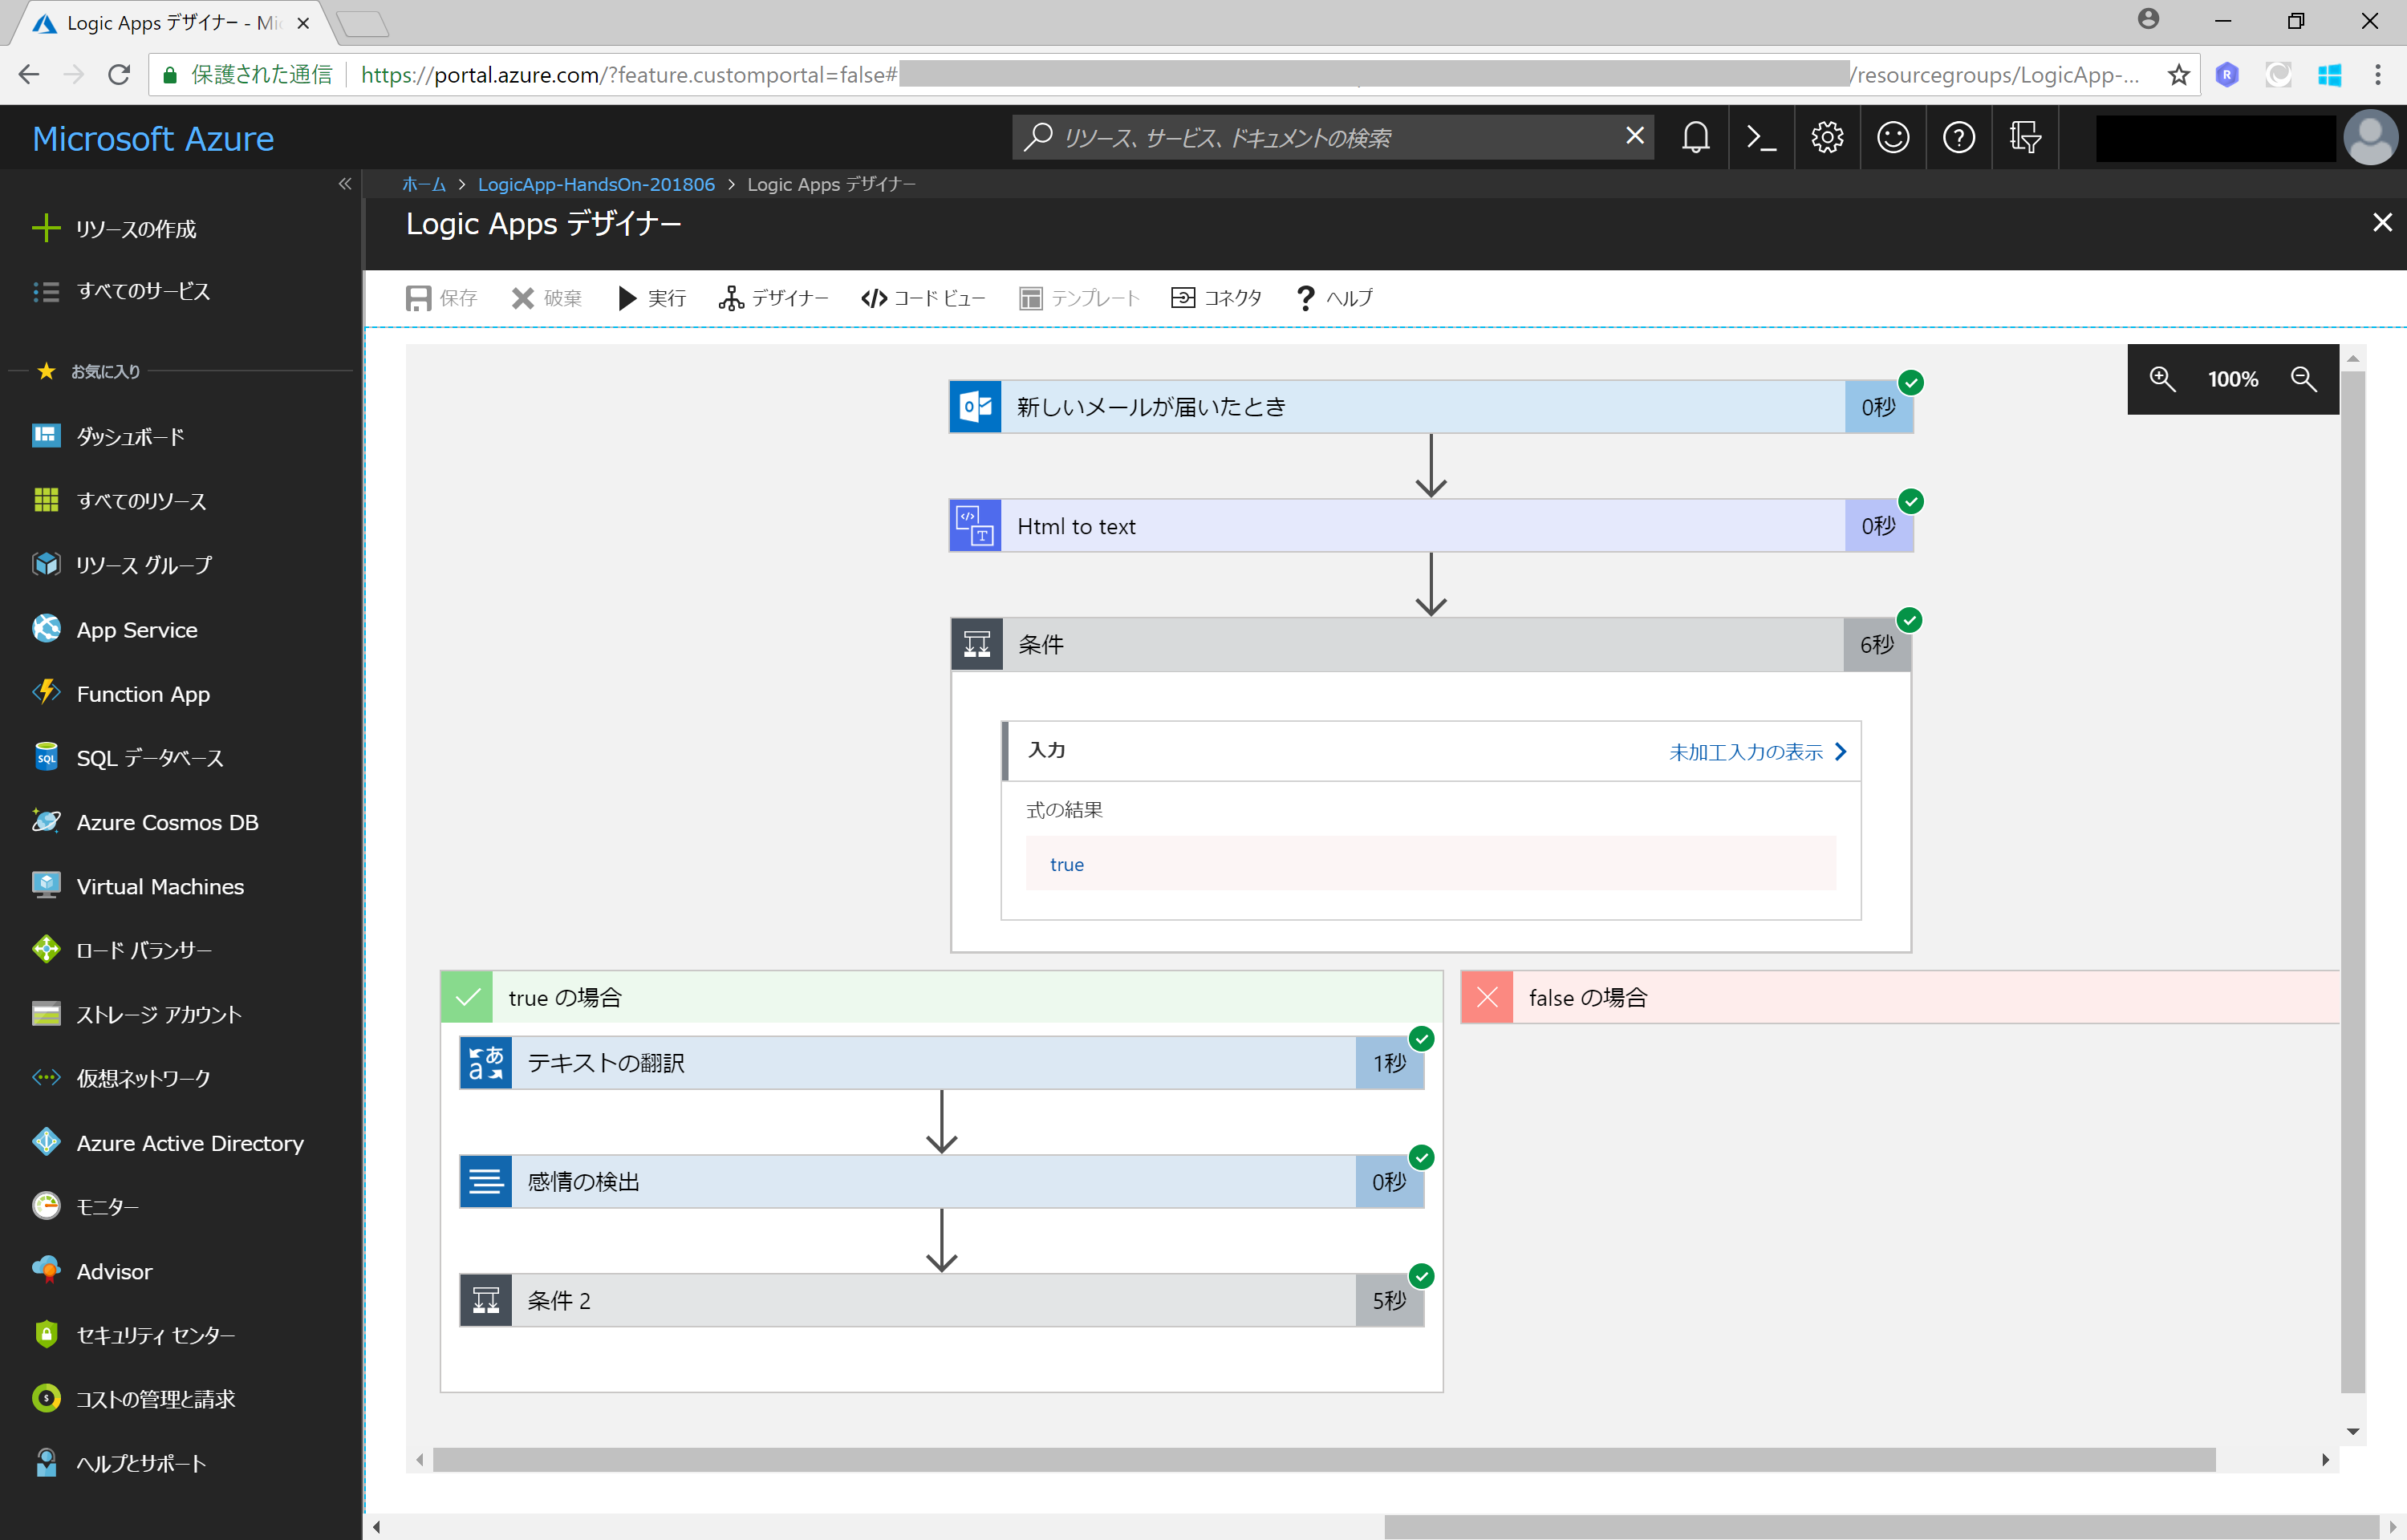 Logic Apps デザイナー - Mi
保護された通信
https://portal.azure.com/?feature.customportal=false#
/resourcegroups/LogicApp-...
R
Microsoft Azure
リソース、サービス、ドキュメントの検索
ホーム > LogicApp-HandsOn-201806 > Logic Apps デザイナー
Logic Apps デザイナー
リソースの作成
すべてのサービス
お気に入り
ダッシュボード
すべてのリソース
リソース グループ
App Service
Function App
SQL データベース
Azure Cosmos DB
Virtual Machines
ロード バランサー
ストレージ アカウント
仮想ネットワーク
Azure Active Directory
モニター
Advisor
セキュリティ センター
コストの管理と請求
ヘルプとサポート
保存 破棄 実行 デザイナー コード ビュー テンプレート コネクタ ヘルプ
100%
新しいメールが届いたとき 0秒
Html to text 0秒
条件 6秒
入力 未加工入力の表示
式の結果
true
true の場合
テキストの翻訳 1秒
感情の検出 0秒
条件 2 5秒
false の場合